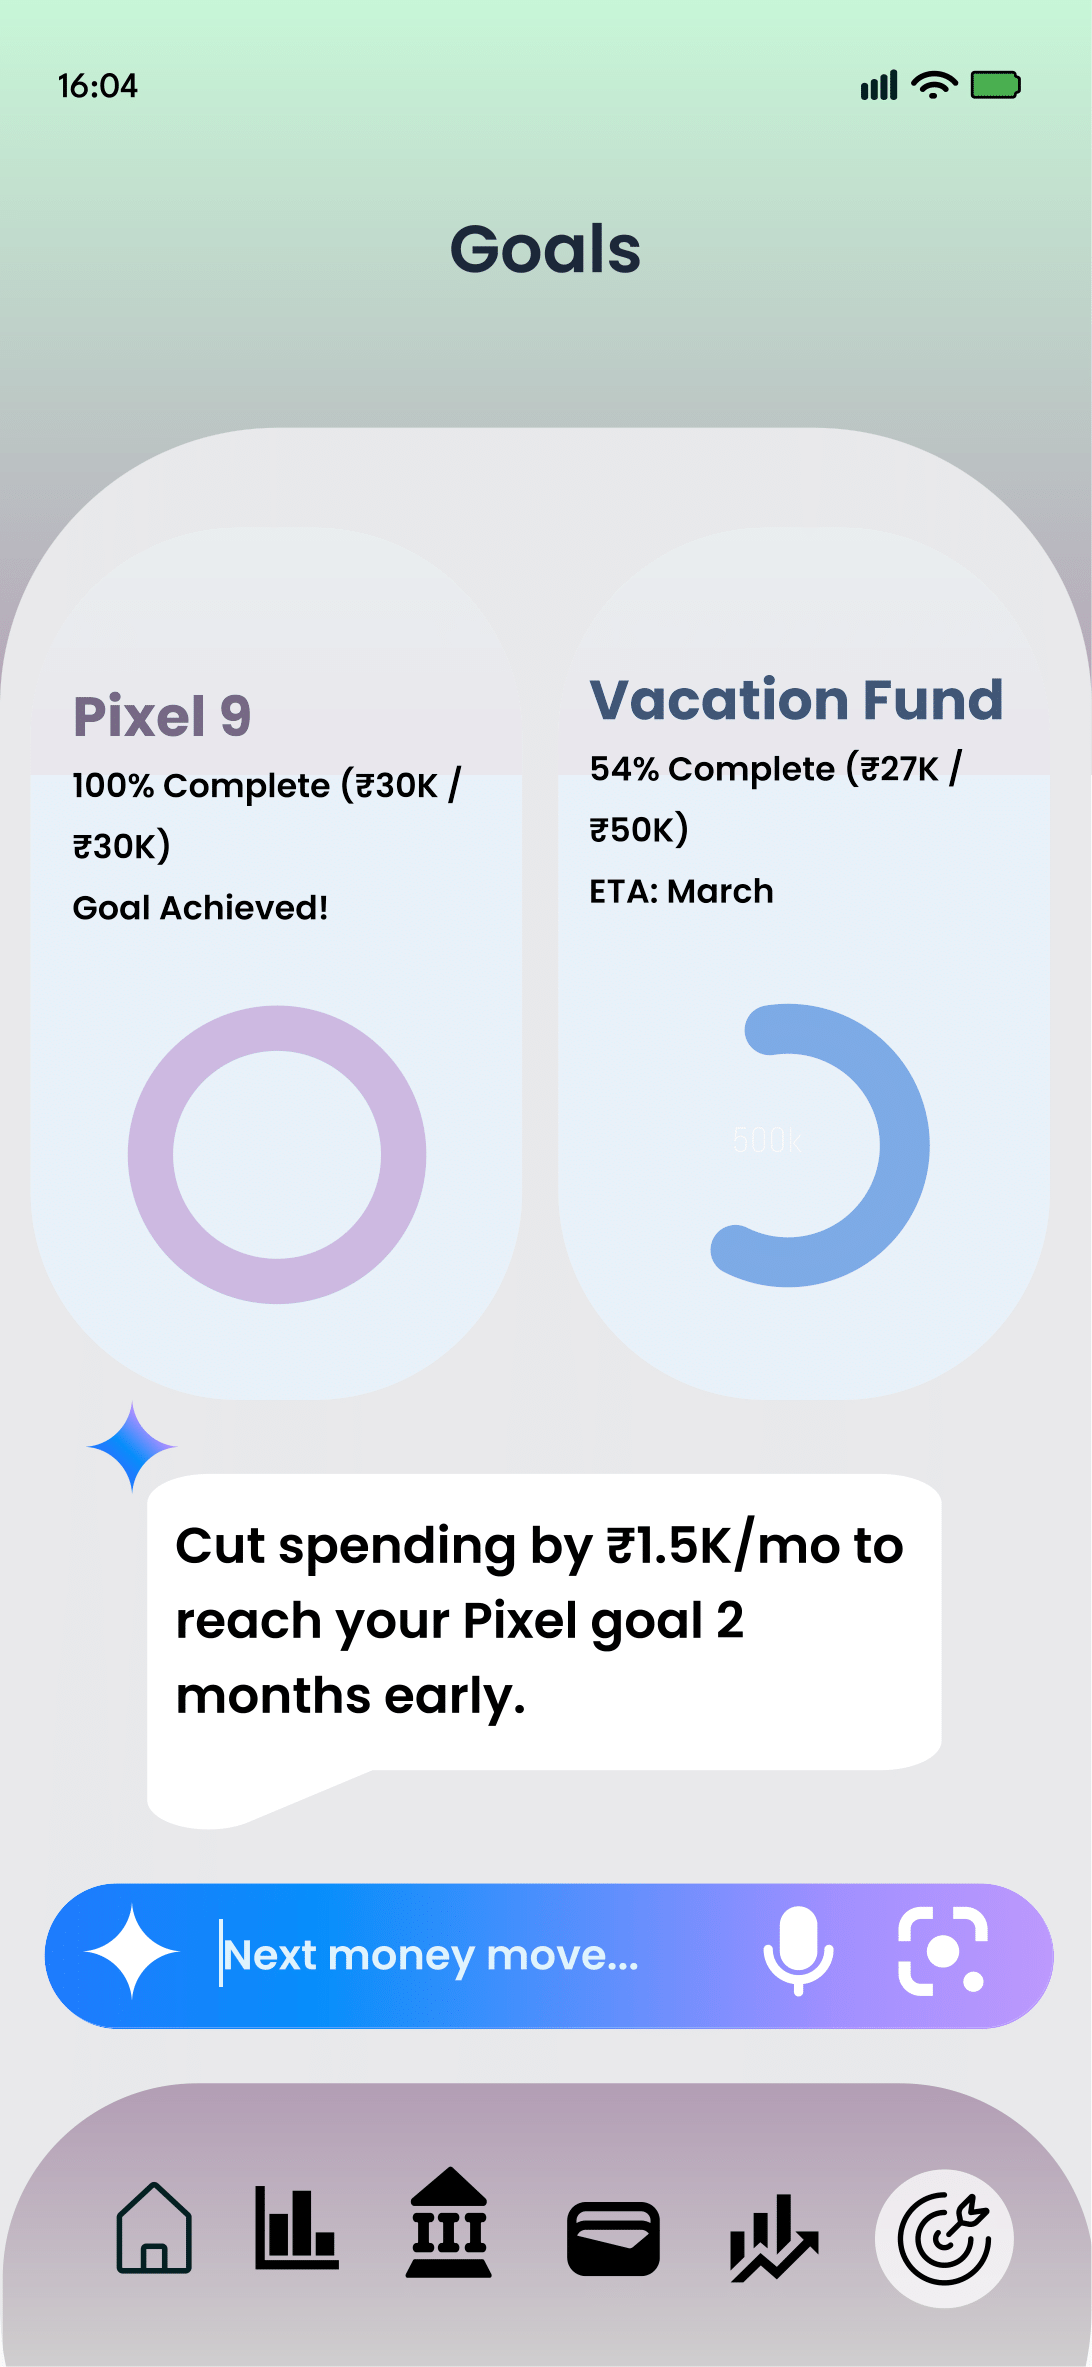 16:04
Goals
Pixel 9
100% Complete (₹30K /
₹30K)
Goal Achieved!
Vacation Fund
54% Complete (₹27K /
₹50K)
ETA: March
500k
Cut spending by ₹1.5K/mo to
reach your Pixel goal 2
months early.
Next money move...